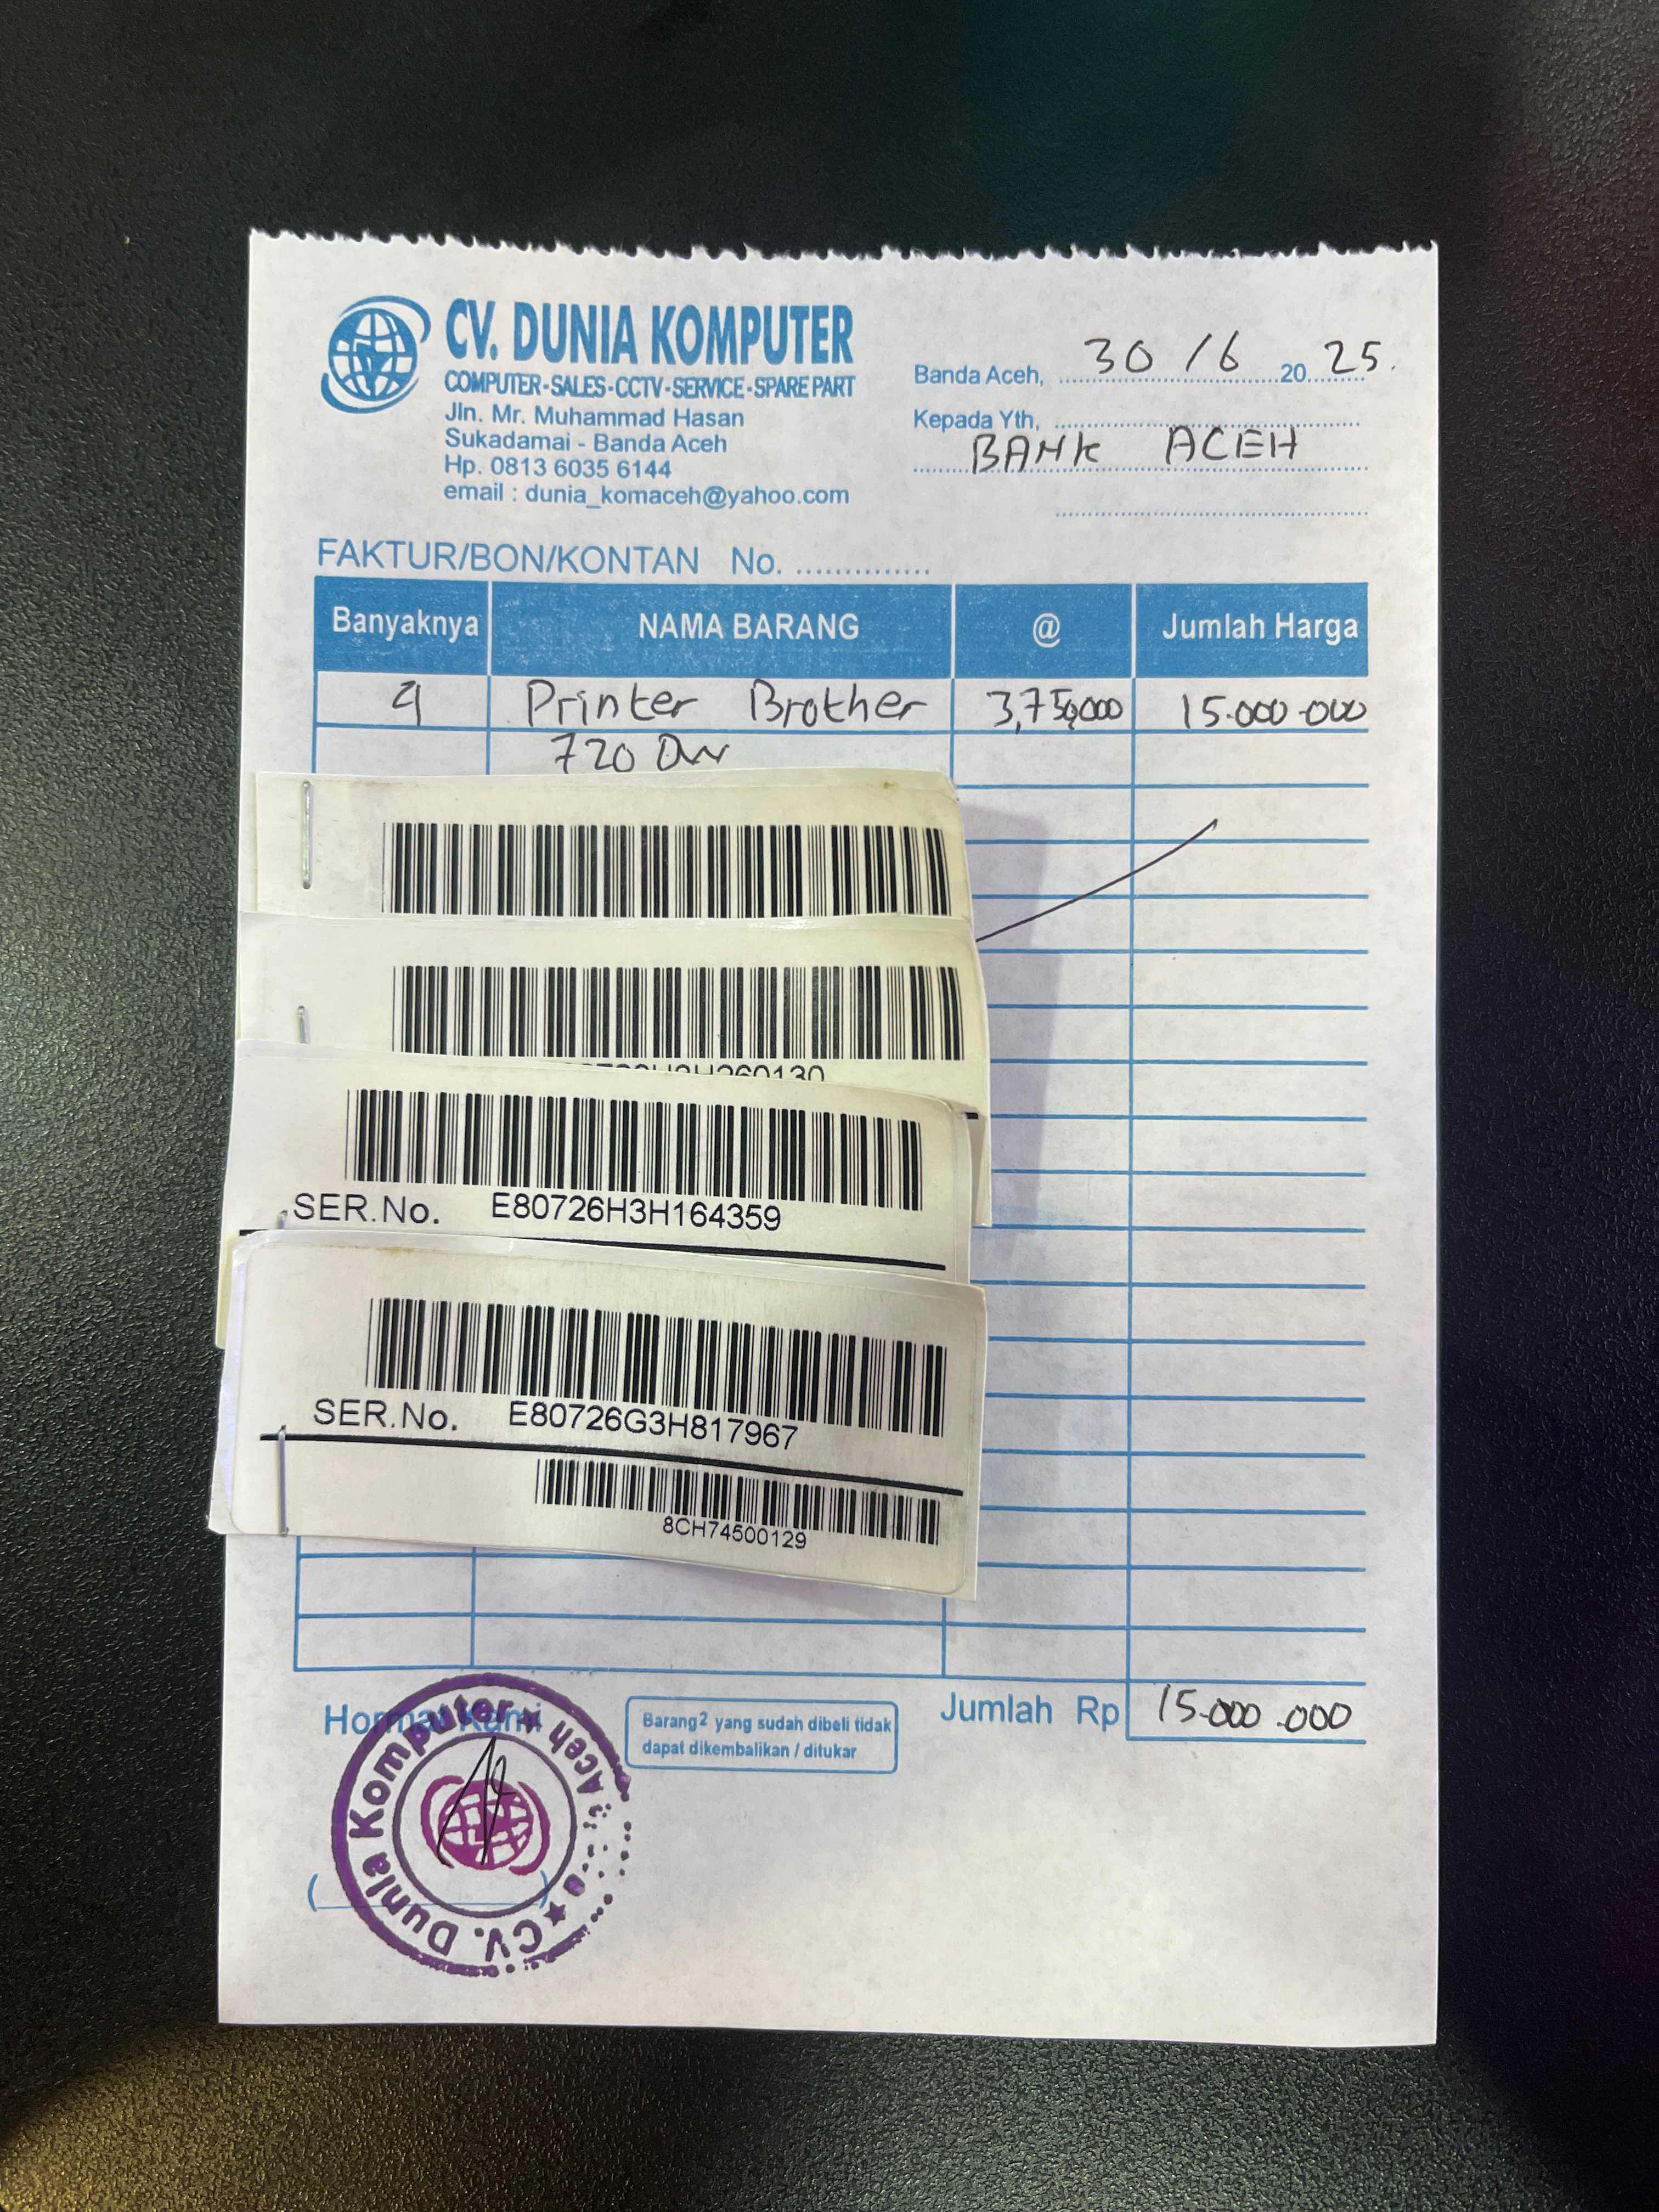 CV. DUNIA KOMPUTER
COMPUTER - SALES - CCTV - SERVICE - SPARE PART
Jln. Mr. Muhammad Hasan
Sukadamai - Banda Aceh
Hp. 0813 6035 6144
email : dunia_komaceh@yahoo.com
Banda Aceh, 30 / 6 20 25.
Kepada Yth,
BANK ACEH
FAKTUR/BON/KONTAN No. ..............
Banyaknya NAMA BARANG @ Jumlah Harga
4 Printer Brother 3,750,000 15.000.000
720 DW
SER.No. E80726H3H164359
SER.No. E80726G3H817967
8CH74500129
Hormat Kami
Barang2 yang sudah dibeli tidak
dapat dikembalikan / ditukar
Jumlah Rp 15.000.000
CV. Dunia Komputer ★ Aceh